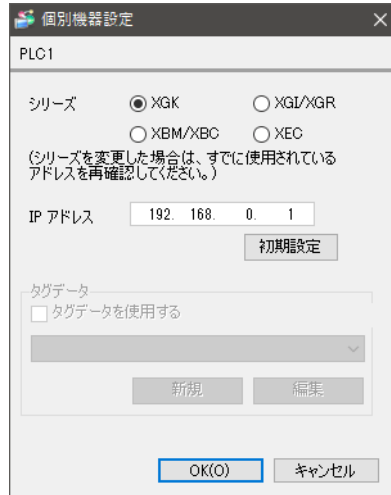 個別機器設定
PLC1
シリーズ XGK XGI/XGR
XBM/XBC XEC
(シリーズを変更した場合は、すでに使用されている
アドレスを再確認してください。)
IP アドレス 192. 168. 0. 1
初期設定
タグデータ
タグデータを使用する
新規 編集
OK(O) キャンセル